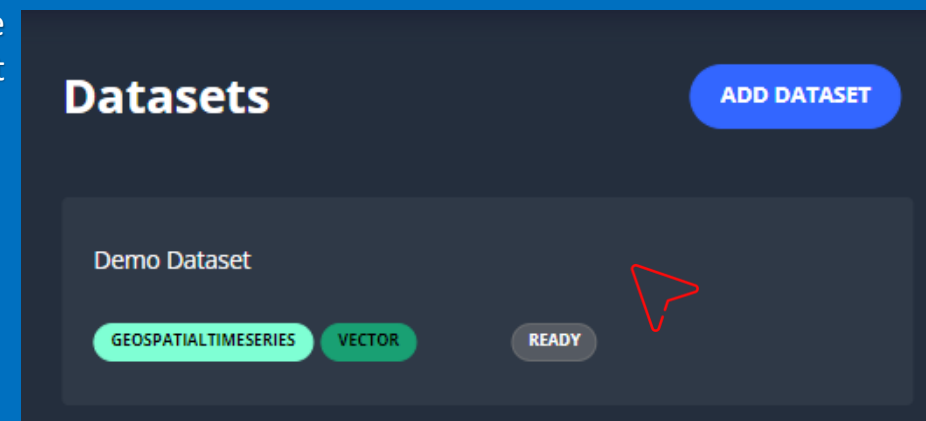 Datasets
ADD DATASET
Demo Dataset
GEOSPATIALTIMESERIES VECTOR READY